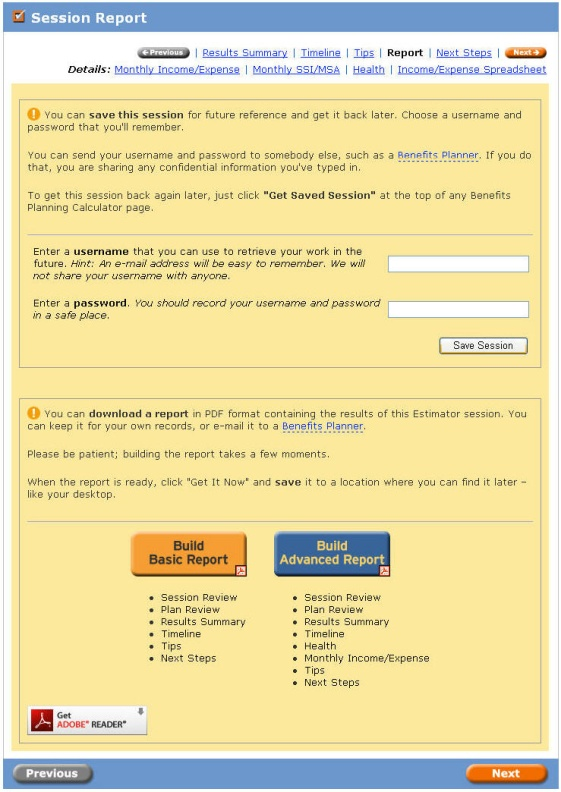 Session Report
Previous | Results Summary | Timeline | Tips | Report | Next Steps | Next
Details: Monthly Income/Expense | Monthly SSI/MSA | Health | Income/Expense Spreadsheet
You can save this session for future reference and get it back later. Choose a username and
password that you'll remember.
You can send your username and password to somebody else, such as a Benefits Planner. If you do
that, you are sharing any confidential information you've typed in.
To get this session back again later, just click "Get Saved Session" at the top of any Benefits
Planning Calculator page.
Enter a username that you can use to retrieve your work in the
future. Hint: An e-mail address will be easy to remember. We will
not share your username with anyone.
Enter a password. You should record your username and password
in a safe place.
Save Session
You can download a report in PDF format containing the results of this Estimator session. You
can keep it for your own records, or e-mail it to a Benefits Planner.
Please be patient; building the report takes a few moments.
When the report is ready, click "Get It Now" and save it to a location where you can find it later –
like your desktop.
Build
Basic Report
• Session Review
• Plan Review
• Results Summary
• Timeline
• Tips
• Next Steps
Build
Advanced Report
• Session Review
• Plan Review
• Results Summary
• Timeline
• Health
• Monthly Income/Expense
• Tips
• Next Steps
Get
ADOBE® READER®
Previous
Next